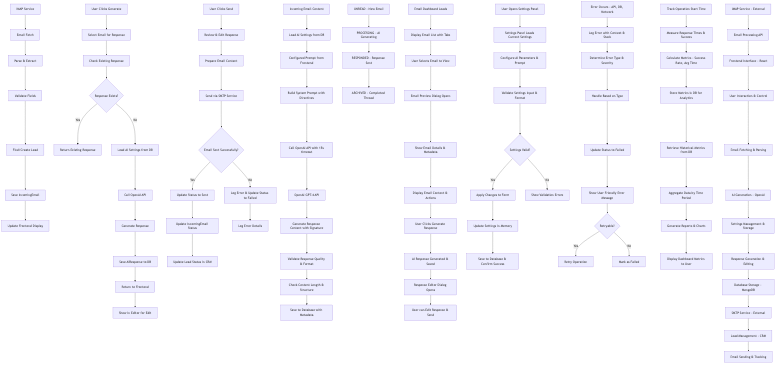 IMAP Service
Email Fetch
Parse & Extract
Validate Fields
Find/Create Lead
Save IncomingEmail
Update Frontend Display
User Clicks Generate
Select Email for Response
Check Existing Response
Response Exists?
Yes
No
Return Existing Response
Load AI Settings from DB
Call OpenAI API
Generate Response
Save AIResponse to DB
Return to Frontend
Show in Editor for Edit
User Clicks Send
Review & Edit Response
Prepare Email Content
Send via SMTP Service
Email Sent Successfully?
Yes
No
Update Status to Sent
Log Error & Update Status
to Failed
Update IncomingEmail
Status
Log Error Details
Update Lead Status in CRM
Incoming Email Content
Load AI Settings from DB
Configured Prompt from
Frontend
Build System Prompt with
Directives
Call OpenAI API with
OpenAI GPT-4 API
Generate Response
Content with Signature
Validate Response Quality
& Format
Check Content Length &
Structure
Save to Database with
Metadata
UNREAD - New Email
PROCESSING - AI
Generating
RESPONDED - Response
Sent
ARCHIVED - Completed
Thread
Email Dashboard Loads
Display Email List with Tabs
User Selects Email to View
Email Preview Dialog Opens
Show Email Details &
Metadata
Display Email Content &
Actions
User Clicks Generate
Response
AI Response Generated &
Saved
Response Editor Dialog
Opens
User can Edit Response &
Send
User Opens Settings Panel
Settings Panel Loads
Current Settings
Configure AI Parameters &
Prompt
Validate Settings Input &
Format
Settings Valid?
Yes
No
Apply Changes to Form
Show Validation Errors
Update Settings in Memory
Save to Database &
Confirm Success
Error Occurs - API, DB,
Network
Log Error with Context &
Stack
Determine Error Type &
Severity
Handle Based on Type
Update Status to Failed
Show User Friendly Error
Message
Retryable?
Yes
No
Retry Operation
Mark as Failed
Track Operation Start Time
Measure Response Times &
Success
Calculate Metrics - Success
Rate, Avg Time
Store Metrics in DB for
Analytics
Retrieve Historical Metrics
from DB
Aggregate Data by Time
Period
Generate Reports & Charts
Display Dashboard Metrics
to User
IMAP Service - External
Email Processing API
Frontend Interface - React
User Interaction & Control
Email Fetching & Parsing
AI Generation - OpenAI
Settings Management &
Storage
Response Generation &
Editing
Database Storage -
MongoDB
SMTP Service - External
Lead Management - CRM
Email Sending & Tracking